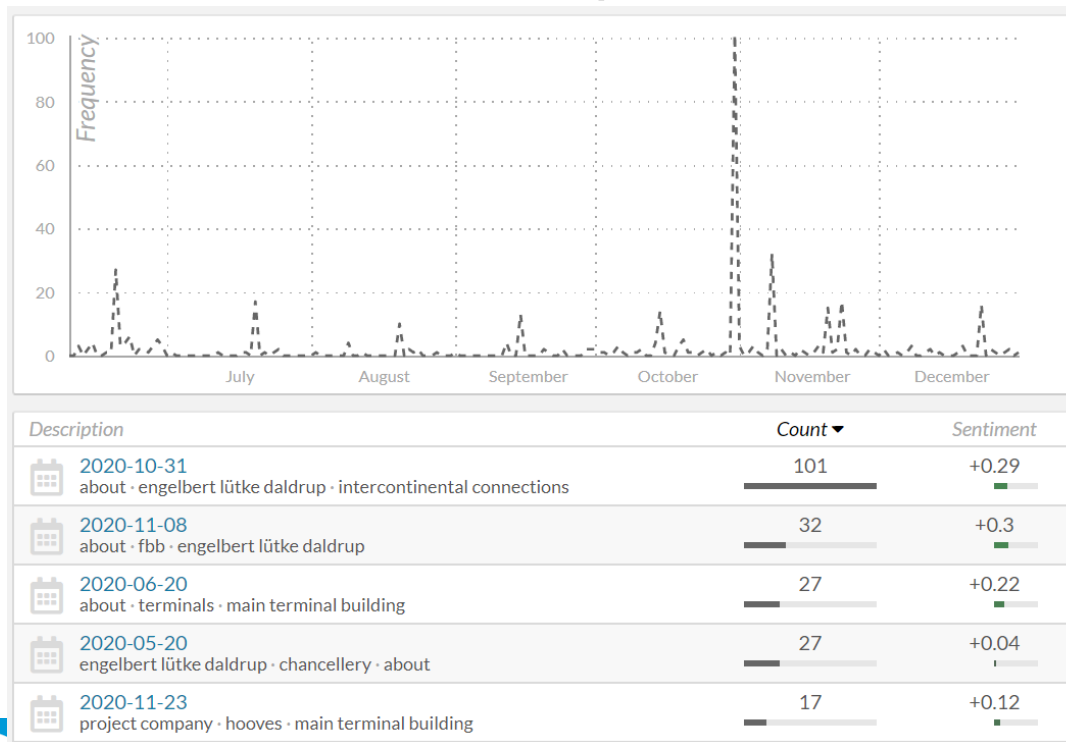 100
Frequency
80
60
40
20
0
July August September October November December
Description Count Sentiment
2020-10-31 101 +0.29
about · engelbert lütke daldrup · intercontinental connections
2020-11-08 32 +0.3
about · fbb · engelbert lütke daldrup
2020-06-20 27 +0.22
about · terminals · main terminal building
2020-05-20 27 +0.04
engelbert lütke daldrup · chancellery · about
2020-11-23 17 +0.12
project company · hooves · main terminal building